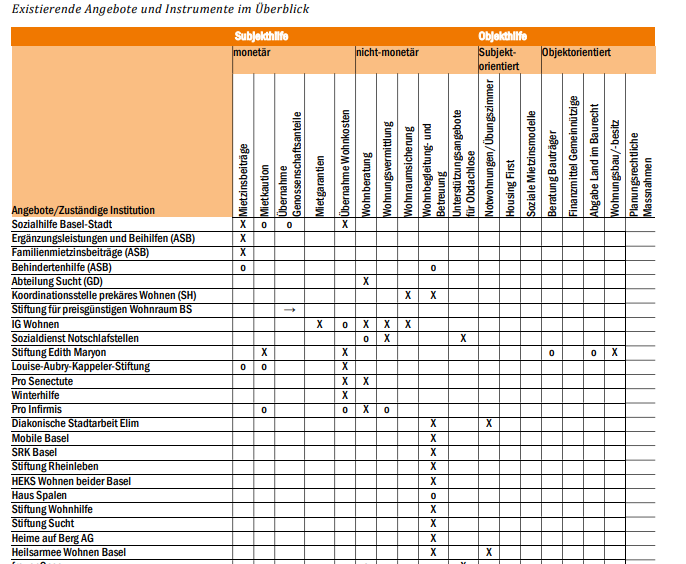 Existierende Angebote und Instrumente im Überblick
Subjekthilfe Objekthilfe
monetär nicht-monetär Subjekt-orientiert Objektorientiert
Angebote/Zuständige Institution Mietzinsbeiträge Mietkaution Übernahme Genossenschaftsanteile Mietgarantien Übernahme Wohnkosten Wohnberatung Wohnungsvermittlung Wohnraumsicherung Wohnbegleitung- und Betreuung Unterstützungsangebote für Obdachlose Notwohnungen/Übungszimmer Housing First Soziale Mietzinsmodelle Beratung Bauträger Finanzmittel Gemeinnützige Abgabe Land im Baurecht Wohnungsbau/-besitz Planungsrechtliche Massnahmen
Sozialhilfe Basel-Stadt X o o X
Ergänzungsleistungen und Beihilfen (ASB) X
Familienmietzinsbeiträge (ASB) X
Behindertenhilfe (ASB) o o
Abteilung Sucht (GD) X
Koordinationsstelle prekäres Wohnen (SH) X X
Stiftung für preisgünstigen Wohnraum BS →
IG Wohnen X o X X X
Sozialdienst Notschlafstellen o X X
Stiftung Edith Maryon X X o o X
Louise-Aubry-Kappeler-Stiftung o o X
Pro Senectute X X
Winterhilfe X
Pro Infirmis o o X o
Diakonische Stadtarbeit Elim X X
Mobile Basel X
SRK Basel X
Stiftung Rheinleben X
HEKS Wohnen beider Basel X
Haus Spalen o
Stiftung Wohnhilfe X
Stiftung Sucht X
Heime auf Berg AG X
Heilsarmee Wohnen Basel X X